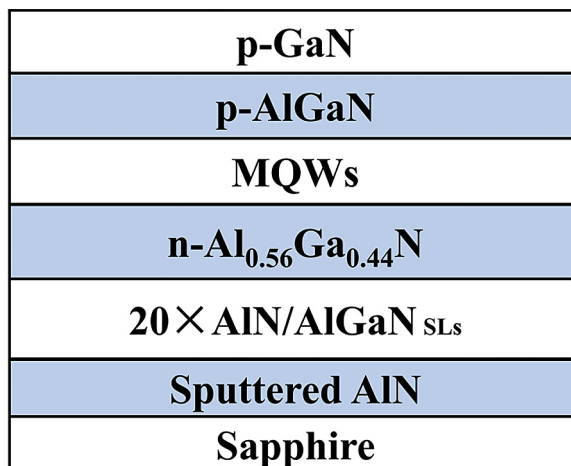 p-GaN
p-AlGaN
MQWs
n-Al₀.₅₆Ga₀.₄₄N
20×AlN/AlGaN SLs
Sputtered AlN
Sapphire